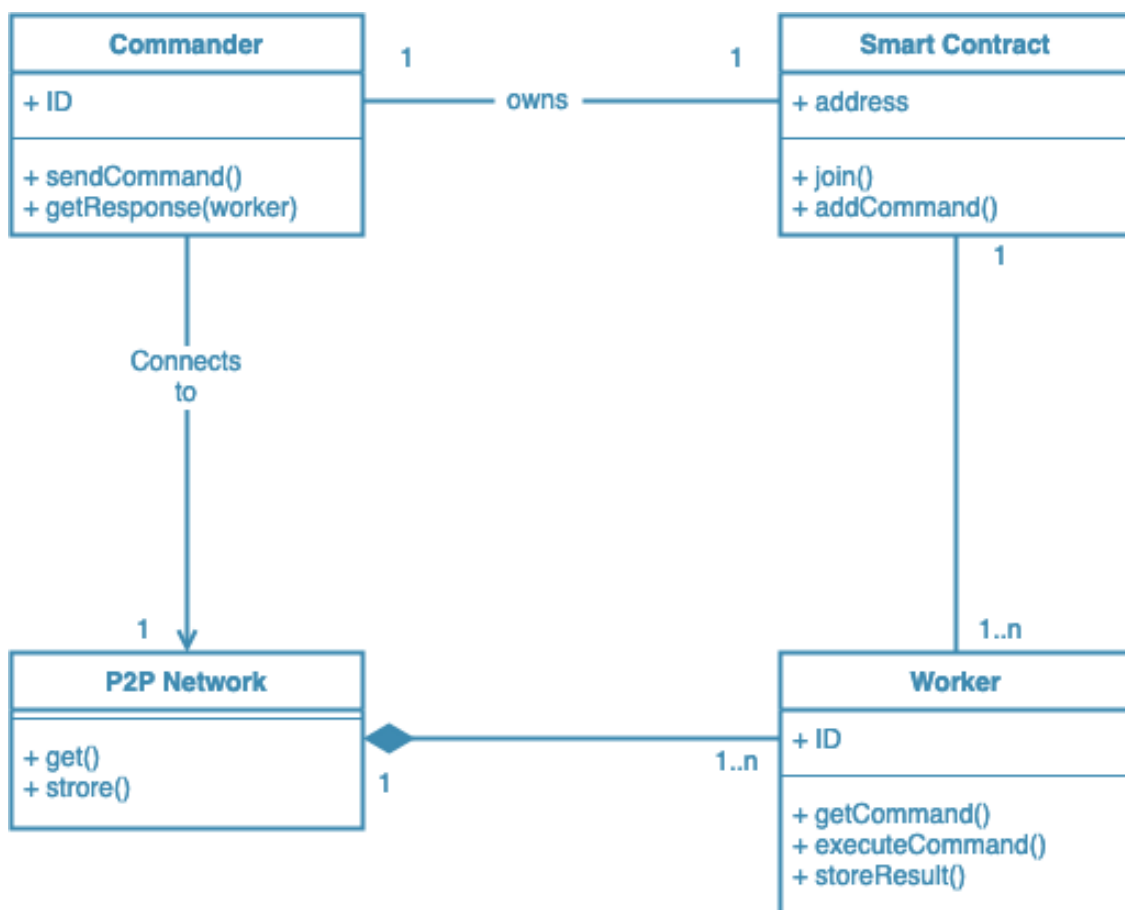 Commander
+ ID
+ sendCommand()
+ getResponse(worker)
1
owns
1
Smart Contract
+ address
+ join()
+ addCommand()
1
Connects
to
1
1..n
P2P Network
+ get()
+ strore()
1
1..n
Worker
+ ID
+ getCommand()
+ executeCommand()
+ storeResult()